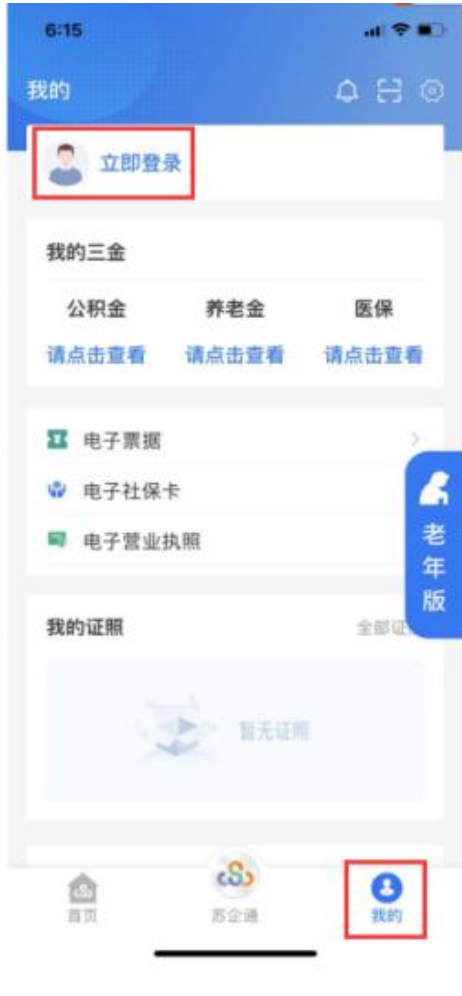 6:15
我的
立即登录
我的三金
公积金 养老金 医保
请点击查看 请点击查看 请点击查看
电子票据
电子社保卡
电子营业执照
老年版
我的证照 全部证
暂无证照
首页 苏企通 我的